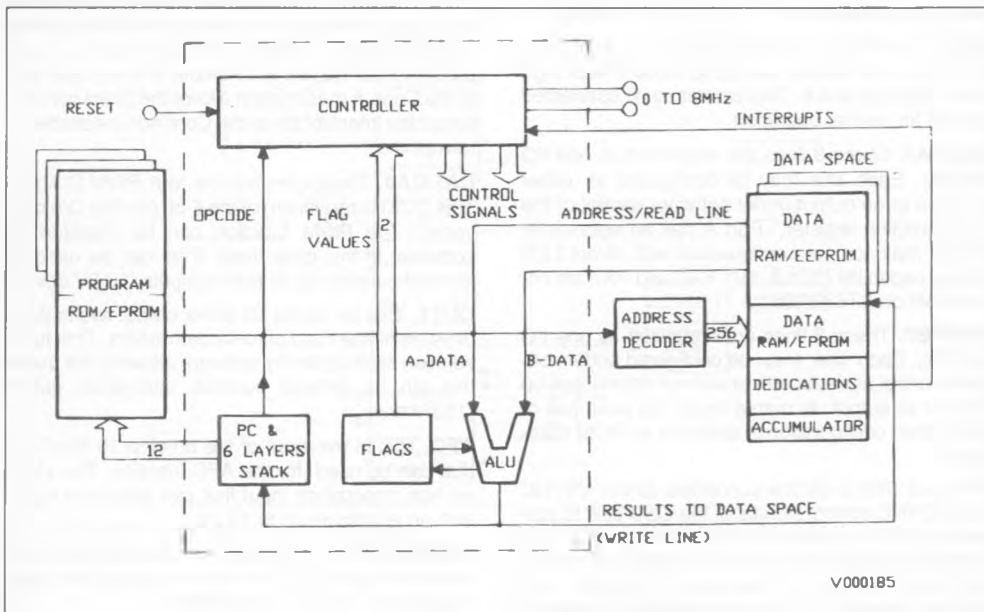 RESET
CONTROLLER
TO 8MHz
INTERRUPTS
DATA SPACE
OPCODE
FLAG
VALUES
2
CONTROL
SIGNALS
ADDRESS/READ LINE
PROGRAM
ROM/EPROM
DATA
RAM/EEPROM
A-DATA
B-DATA
ADDRESS
DECODER
256
DATA
RAM/EPROM
DEDICATIONS
ACCUMULATOR
12
PC &
6 LAYERS
STACK
FLAGS
ALU
RESULTS TO DATA SPACE
(WRITE LINE)
V000185